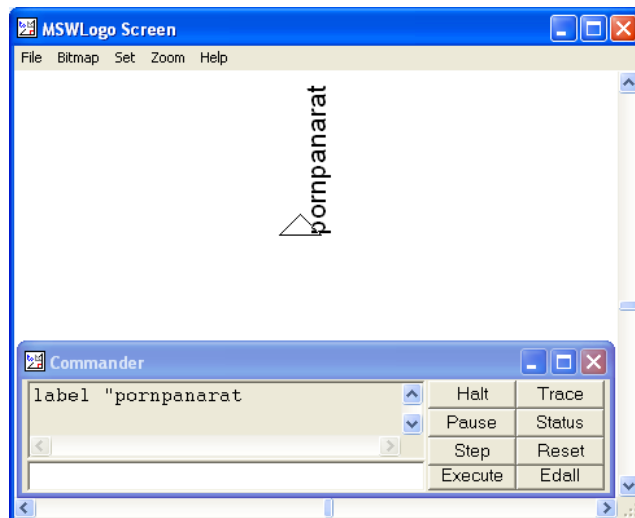 MSWLogo Screen
File Bitmap Set Zoom Help
pornpanarat
Commander
label "pornpanarat
Halt Trace
Pause Status
Step Reset
Execute Edall